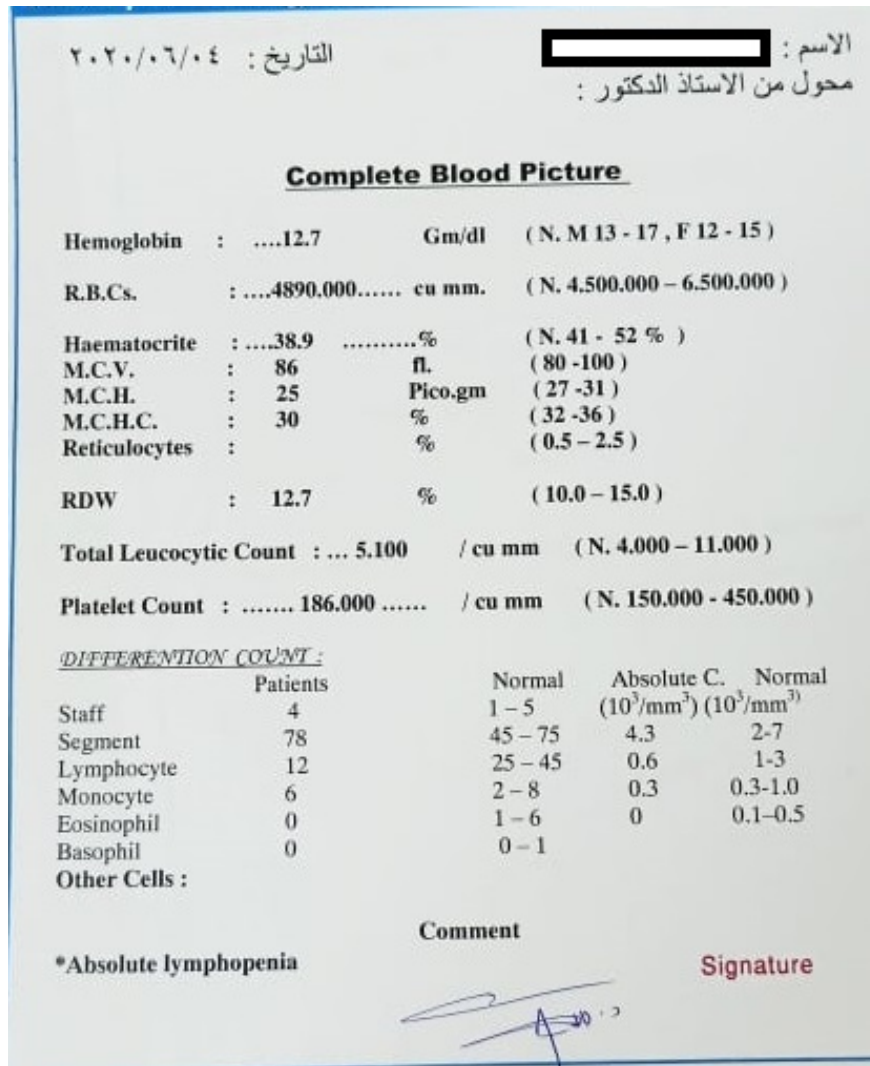 الاسم :
التاريخ : ٢٠٢٠/٠٦/٠٤
محول من الاستاذ الدكتور :
Complete Blood Picture
Hemoglobin : ....12.7 Gm/dl ( N. M 13 - 17 , F 12 - 15 )
R.B.Cs. : ....4890.000...... cu mm. ( N. 4.500.000 – 6.500.000 )
Haematocrite : ....38.9 ..........% ( N. 41 - 52 % )
M.C.V. : 86 fl. ( 80 -100 )
M.C.H. : 25 Pico.gm ( 27 -31 )
M.C.H.C. : 30 % ( 32 -36 )
Reticulocytes : % ( 0.5 – 2.5 )
RDW : 12.7 % ( 10.0 – 15.0 )
Total Leucocytic Count : ... 5.100 / cu mm ( N. 4.000 – 11.000 )
Platelet Count : ....... 186.000 ...... / cu mm ( N. 150.000 - 450.000 )
DIFFERENTION COUNT :
Patients Normal Absolute C. Normal
Staff 4 1 – 5 (10³/mm³) (10³/mm³)
Segment 78 45 – 75 4.3 2-7
Lymphocyte 12 25 – 45 0.6 1-3
Monocyte 6 2 – 8 0.3 0.3-1.0
Eosinophil 0 1 – 6 0 0.1–0.5
Basophil 0 0 – 1
Other Cells :
Comment
*Absolute lymphopenia
Signature